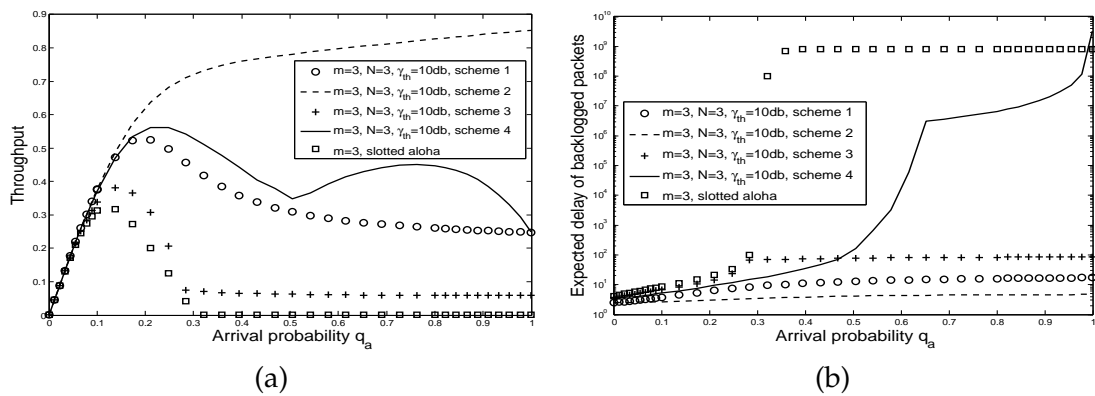 0.9
0.8
0.7
0.6
0.5
0.4
0.3
0.2
0.1
0
Throughput
m=3, N=3, γth=10db, scheme 1
m=3, N=3, γth=10db, scheme 2
m=3, N=3, γth=10db, scheme 3
m=3, N=3, γth=10db, scheme 4
m=3, slotted aloha
0 0.1 0.2 0.3 0.4 0.5 0.6 0.7 0.8 0.9 1
Arrival probability qa
(a)
10^10
10^9
10^8
10^7
10^6
10^5
10^4
10^3
10^2
10^1
10^0
Expected delay of backlogged packets
m=3, N=3, γth=10db, scheme 1
m=3, N=3, γth=10db, scheme 2
m=3, N=3, γth=10db, scheme 3
m=3, N=3, γth=10db, scheme 4
m=3, slotted aloha
0 0.1 0.2 0.3 0.4 0.5 0.6 0.7 0.8 0.9 1
Arrival probability qa
(b)